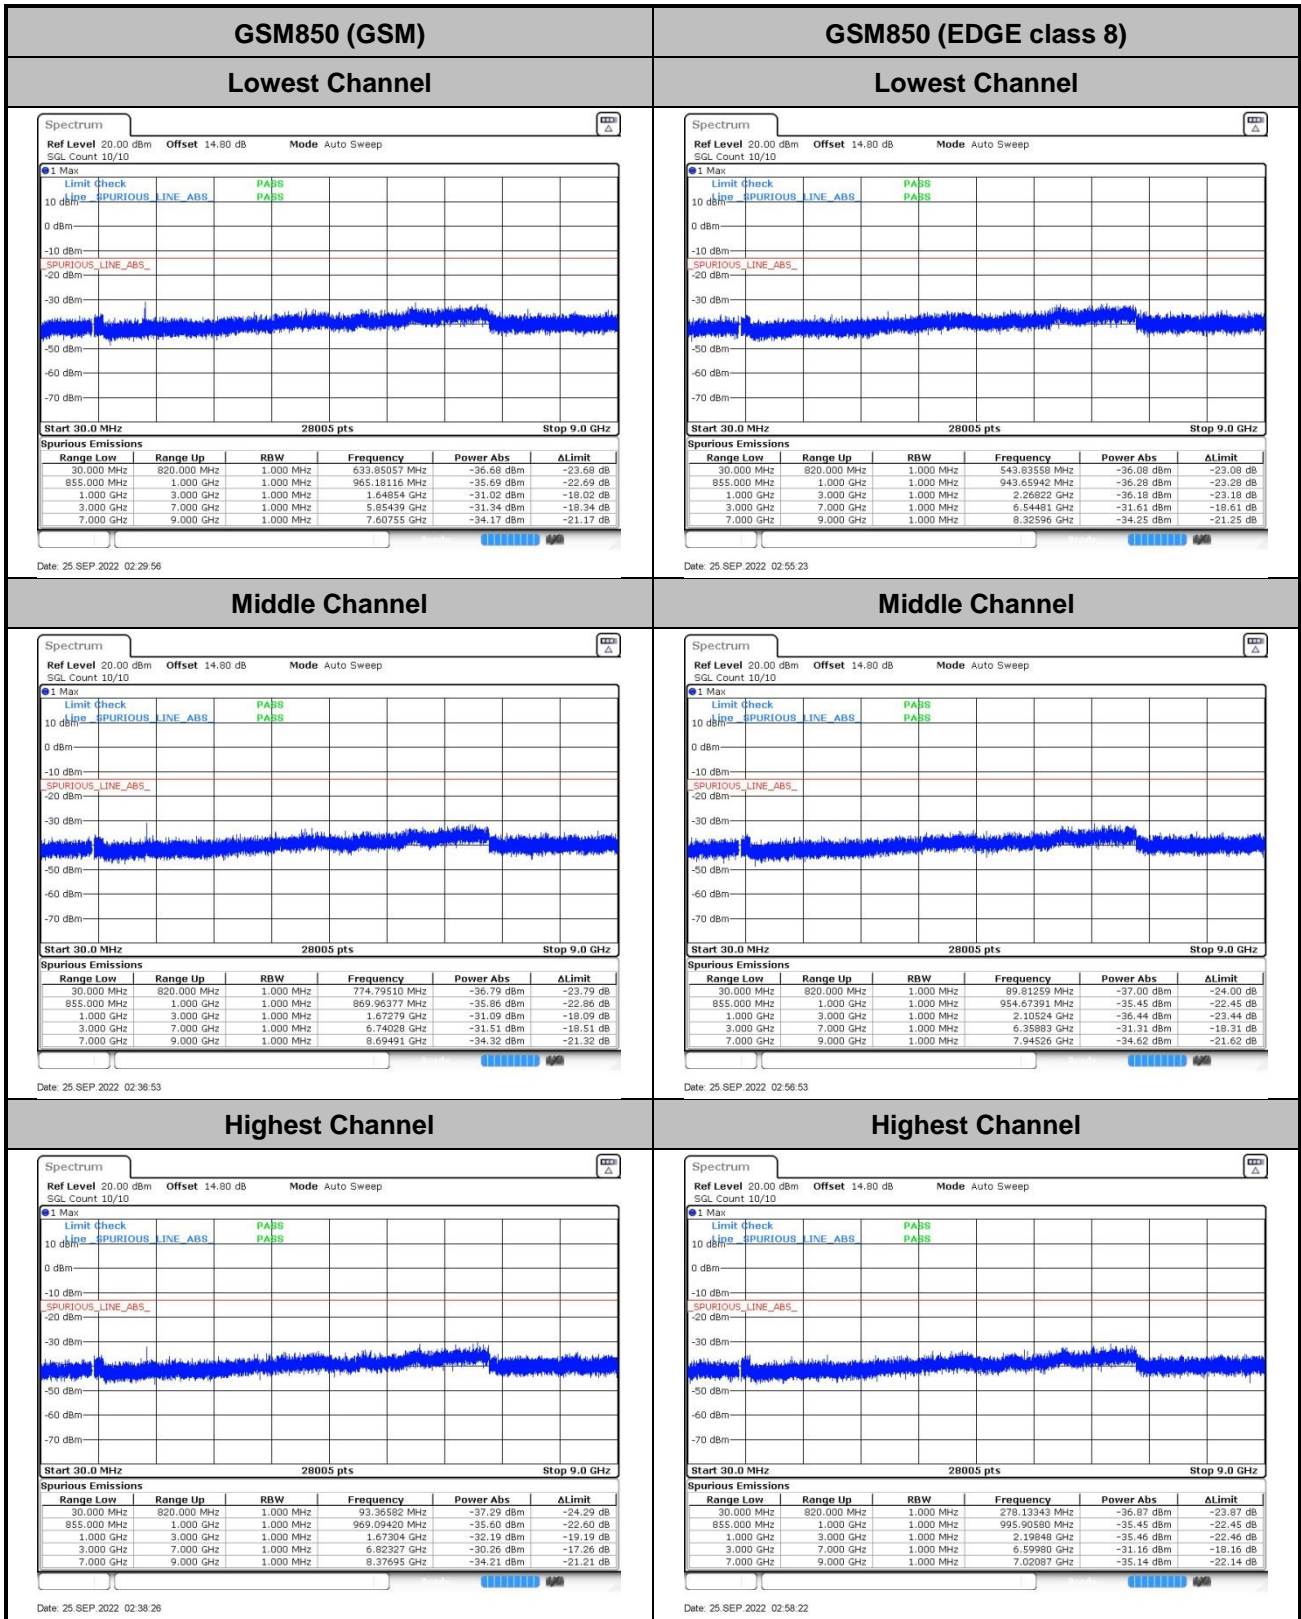 GSM850 (GSM)
GSM850 (EDGE class 8)
Lowest Channel
Lowest Channel
Spectrum
Ref Level 20.00 dBm Offset 14.80 dB Mode Auto Sweep
SGL Count 10/10
1 Max
Limit Check PASS
10 dBm Line _SPURIOUS_LINE_ABS_ PASS
0 dBm
-10 dBm
_SPURIOUS_LINE_ABS_
-20 dBm
-30 dBm
-50 dBm
-60 dBm
-70 dBm
Start 30.0 MHz 28005 pts Stop 9.0 GHz
Spurious Emissions
Range Low Range Up RBW Frequency Power Abs ΔLimit
30.000 MHz 820.000 MHz 1.000 MHz 633.85057 MHz -36.68 dBm -23.68 dB
855.000 MHz 1.000 GHz 1.000 MHz 965.18116 MHz -35.69 dBm -22.69 dB
1.000 GHz 3.000 GHz 1.000 MHz 1.64854 GHz -31.02 dBm -18.02 dB
3.000 GHz 7.000 GHz 1.000 MHz 5.85439 GHz -31.34 dBm -18.34 dB
7.000 GHz 9.000 GHz 1.000 MHz 7.60755 GHz -34.17 dBm -21.17 dB
Date: 25.SEP.2022 02:29:56
Spectrum
Ref Level 20.00 dBm Offset 14.80 dB Mode Auto Sweep
SGL Count 10/10
1 Max
Limit Check PASS
10 dBm Line _SPURIOUS_LINE_ABS_ PASS
0 dBm
-10 dBm
_SPURIOUS_LINE_ABS_
-20 dBm
-30 dBm
-50 dBm
-60 dBm
-70 dBm
Start 30.0 MHz 28005 pts Stop 9.0 GHz
Spurious Emissions
Range Low Range Up RBW Frequency Power Abs ΔLimit
30.000 MHz 820.000 MHz 1.000 MHz 543.83558 MHz -36.08 dBm -23.08 dB
855.000 MHz 1.000 GHz 1.000 MHz 943.65942 MHz -36.28 dBm -23.28 dB
1.000 GHz 3.000 GHz 1.000 MHz 2.26822 GHz -36.18 dBm -23.18 dB
3.000 GHz 7.000 GHz 1.000 MHz 6.54481 GHz -31.61 dBm -18.61 dB
7.000 GHz 9.000 GHz 1.000 MHz 8.32596 GHz -34.25 dBm -21.25 dB
Date: 25.SEP.2022 02:55:23
Middle Channel
Middle Channel
Spectrum
Ref Level 20.00 dBm Offset 14.80 dB Mode Auto Sweep
SGL Count 10/10
1 Max
Limit Check PASS
10 dBm Line _SPURIOUS_LINE_ABS_ PASS
0 dBm
-10 dBm
_SPURIOUS_LINE_ABS_
-20 dBm
-30 dBm
-50 dBm
-60 dBm
-70 dBm
Start 30.0 MHz 28005 pts Stop 9.0 GHz
Spurious Emissions
Range Low Range Up RBW Frequency Power Abs ΔLimit
30.000 MHz 820.000 MHz 1.000 MHz 774.79510 MHz -36.79 dBm -23.79 dB
855.000 MHz 1.000 GHz 1.000 MHz 869.96377 MHz -35.86 dBm -22.86 dB
1.000 GHz 3.000 GHz 1.000 MHz 1.67279 GHz -31.09 dBm -18.09 dB
3.000 GHz 7.000 GHz 1.000 MHz 6.74028 GHz -31.51 dBm -18.51 dB
7.000 GHz 9.000 GHz 1.000 MHz 8.69491 GHz -34.32 dBm -21.32 dB
Date: 25.SEP.2022 02:36:53
Spectrum
Ref Level 20.00 dBm Offset 14.80 dB Mode Auto Sweep
SGL Count 10/10
1 Max
Limit Check PASS
10 dBm Line _SPURIOUS_LINE_ABS_ PASS
0 dBm
-10 dBm
_SPURIOUS_LINE_ABS_
-20 dBm
-30 dBm
-50 dBm
-60 dBm
-70 dBm
Start 30.0 MHz 28005 pts Stop 9.0 GHz
Spurious Emissions
Range Low Range Up RBW Frequency Power Abs ΔLimit
30.000 MHz 820.000 MHz 1.000 MHz 89.81259 MHz -37.00 dBm -24.00 dB
855.000 MHz 1.000 GHz 1.000 MHz 954.67391 MHz -35.45 dBm -22.45 dB
1.000 GHz 3.000 GHz 1.000 MHz 2.10524 GHz -36.44 dBm -23.44 dB
3.000 GHz 7.000 GHz 1.000 MHz 6.35883 GHz -31.31 dBm -18.31 dB
7.000 GHz 9.000 GHz 1.000 MHz 7.94526 GHz -34.62 dBm -21.62 dB
Date: 25.SEP.2022 02:56:53
Highest Channel
Highest Channel
Spectrum
Ref Level 20.00 dBm Offset 14.80 dB Mode Auto Sweep
SGL Count 10/10
1 Max
Limit Check PASS
10 dBm Line _SPURIOUS_LINE_ABS_ PASS
0 dBm
-10 dBm
_SPURIOUS_LINE_ABS_
-20 dBm
-30 dBm
-50 dBm
-60 dBm
-70 dBm
Start 30.0 MHz 28005 pts Stop 9.0 GHz
Spurious Emissions
Range Low Range Up RBW Frequency Power Abs ΔLimit
30.000 MHz 820.000 MHz 1.000 MHz 93.36582 MHz -37.29 dBm -24.29 dB
855.000 MHz 1.000 GHz 1.000 MHz 969.09420 MHz -35.60 dBm -22.60 dB
1.000 GHz 3.000 GHz 1.000 MHz 1.67304 GHz -32.19 dBm -19.19 dB
3.000 GHz 7.000 GHz 1.000 MHz 6.82327 GHz -30.26 dBm -17.26 dB
7.000 GHz 9.000 GHz 1.000 MHz 8.37695 GHz -34.21 dBm -21.21 dB
Date: 25.SEP.2022 02:38:26
Spectrum
Ref Level 20.00 dBm Offset 14.80 dB Mode Auto Sweep
SGL Count 10/10
1 Max
Limit Check PASS
10 dBm Line _SPURIOUS_LINE_ABS_ PASS
0 dBm
-10 dBm
_SPURIOUS_LINE_ABS_
-20 dBm
-30 dBm
-50 dBm
-60 dBm
-70 dBm
Start 30.0 MHz 28005 pts Stop 9.0 GHz
Spurious Emissions
Range Low Range Up RBW Frequency Power Abs ΔLimit
30.000 MHz 820.000 MHz 1.000 MHz 278.13343 MHz -36.87 dBm -23.87 dB
855.000 MHz 1.000 GHz 1.000 MHz 995.90580 MHz -35.45 dBm -22.45 dB
1.000 GHz 3.000 GHz 1.000 MHz 2.19848 GHz -35.46 dBm -22.46 dB
3.000 GHz 7.000 GHz 1.000 MHz 6.59980 GHz -31.16 dBm -18.16 dB
7.000 GHz 9.000 GHz 1.000 MHz 7.02087 GHz -35.14 dBm -22.14 dB
Date: 25.SEP.2022 02:58:22